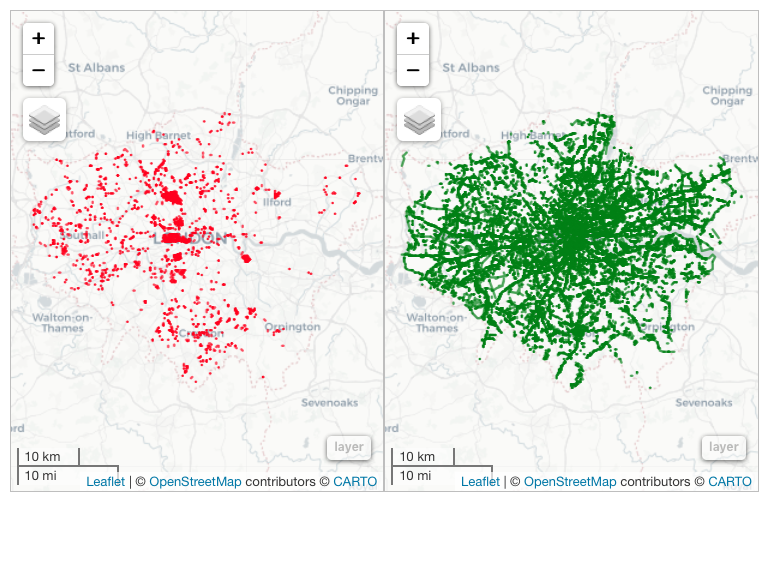 +
−
St Albans
Chipping
Ongar
High Barnet
Brentw
Ilford
Southall
LONDON
Walton-on-
Thames
Croydon
Orpington
Sevenoaks
layer
10 km
10 mi
Leaflet | © OpenStreetMap contributors © CARTO
+
−
St Albans
Chipping
Ongar
High Barnet
Brentw
Walton-on-
Thames
Orpington
Sevenoaks
layer
10 km
10 mi
Leaflet | © OpenStreetMap contributors © CARTO